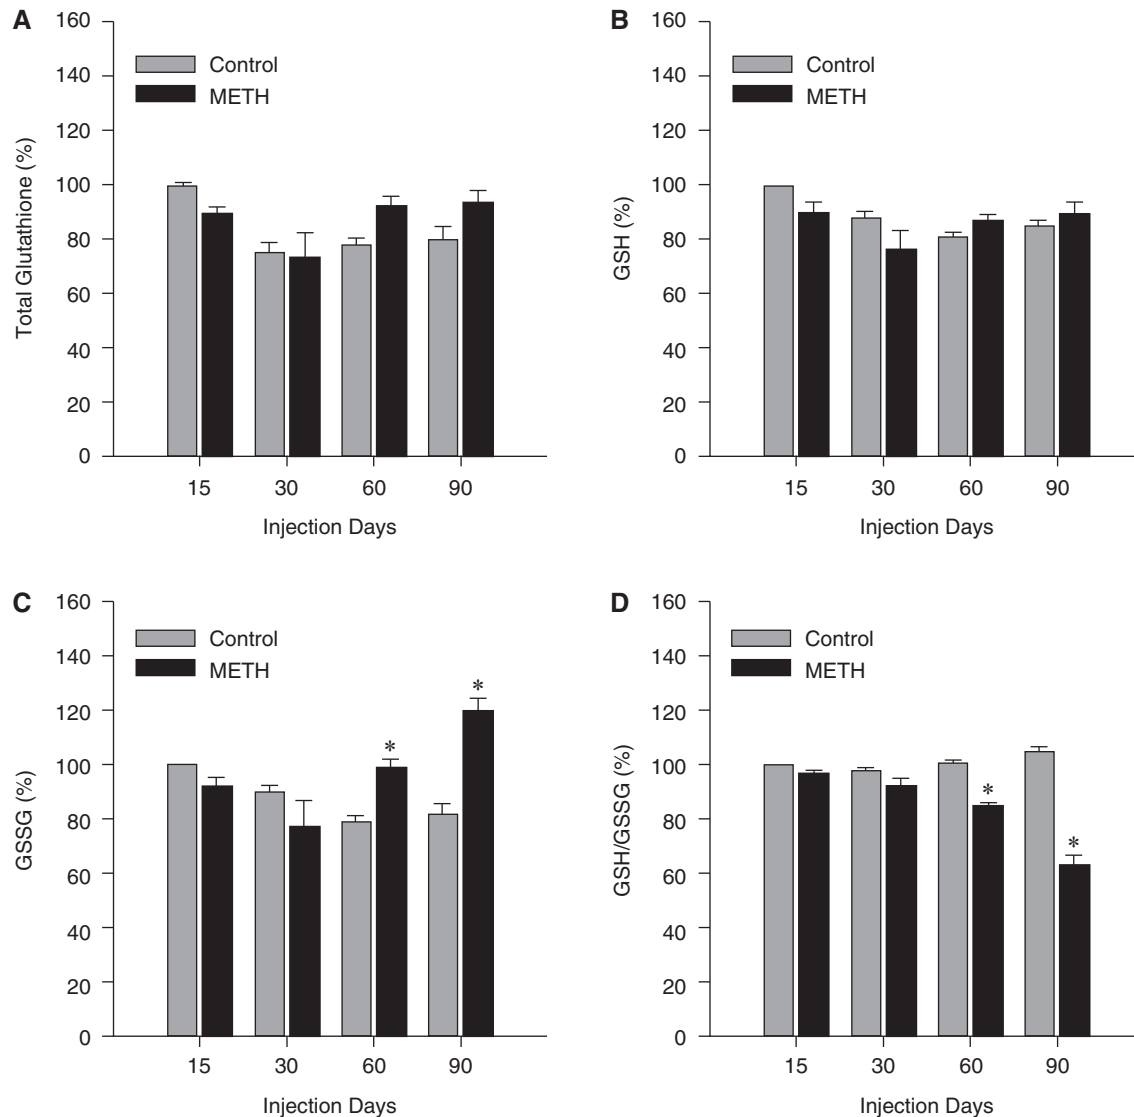 A
160
140
120
100
80
60
40
20
0
Total Glutathione (%)
Control
METH
15 30 60 90
Injection Days
B
160
140
120
100
80
60
40
20
0
GSH (%)
Control
METH
15 30 60 90
Injection Days
C
160
140
120
100
80
60
40
20
0
GSSG (%)
Control
METH
*
*
15 30 60 90
Injection Days
D
160
140
120
100
80
60
40
20
0
GSH/GSSG (%)
Control
METH
*
*
15 30 60 90
Injection Days